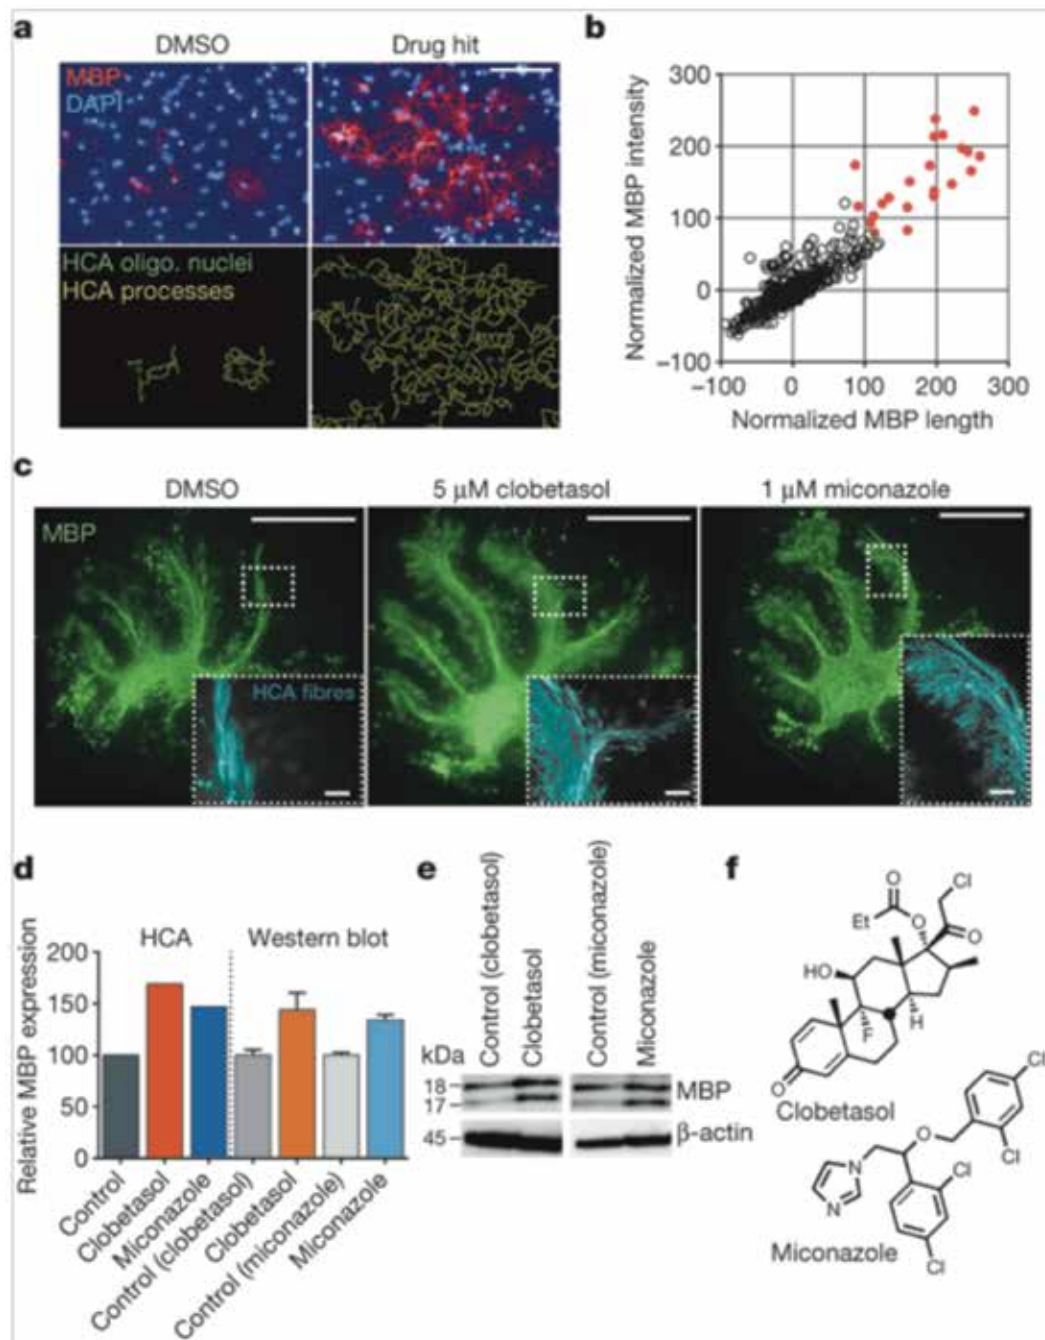 a
DMSO
Drug hit
MBP
DAPI
HCA oligo. nuclei
HCA processes
b
Normalized MBP intensity
300
200
100
0
−100
−100 0 100 200 300
Normalized MBP length
c
DMSO
5 μM clobetasol
1 μM miconazole
MBP
HCA fibres
d
HCA
Western blot
Relative MBP expression
200
150
100
50
0
Control
Clobetasol
Miconazole
Control (clobetasol)
Clobetasol
Control (miconazole)
Miconazole
e
Control (clobetasol)
Clobetasol
Control (miconazole)
Miconazole
kDa
18
17
45
MBP
β-actin
f
O
Cl
Et
O
O
HO
F
H
O
Clobetasol
Cl
O
Cl
Cl
N
N
Cl
Miconazole